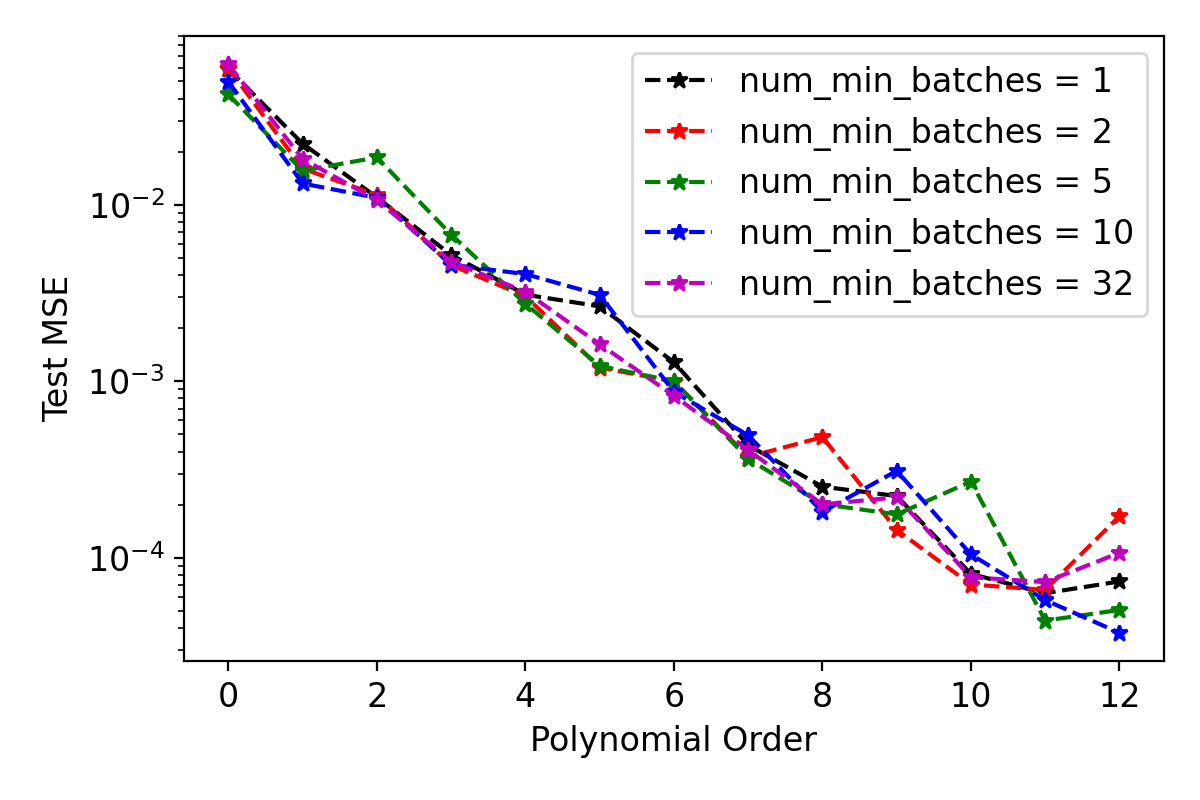 num_min_batches = 1
num_min_batches = 2
num_min_batches = 5
num_min_batches = 10
num_min_batches = 32
10⁻²
10⁻³
10⁻⁴
Test MSE
0 2 4 6 8 10 12
Polynomial Order